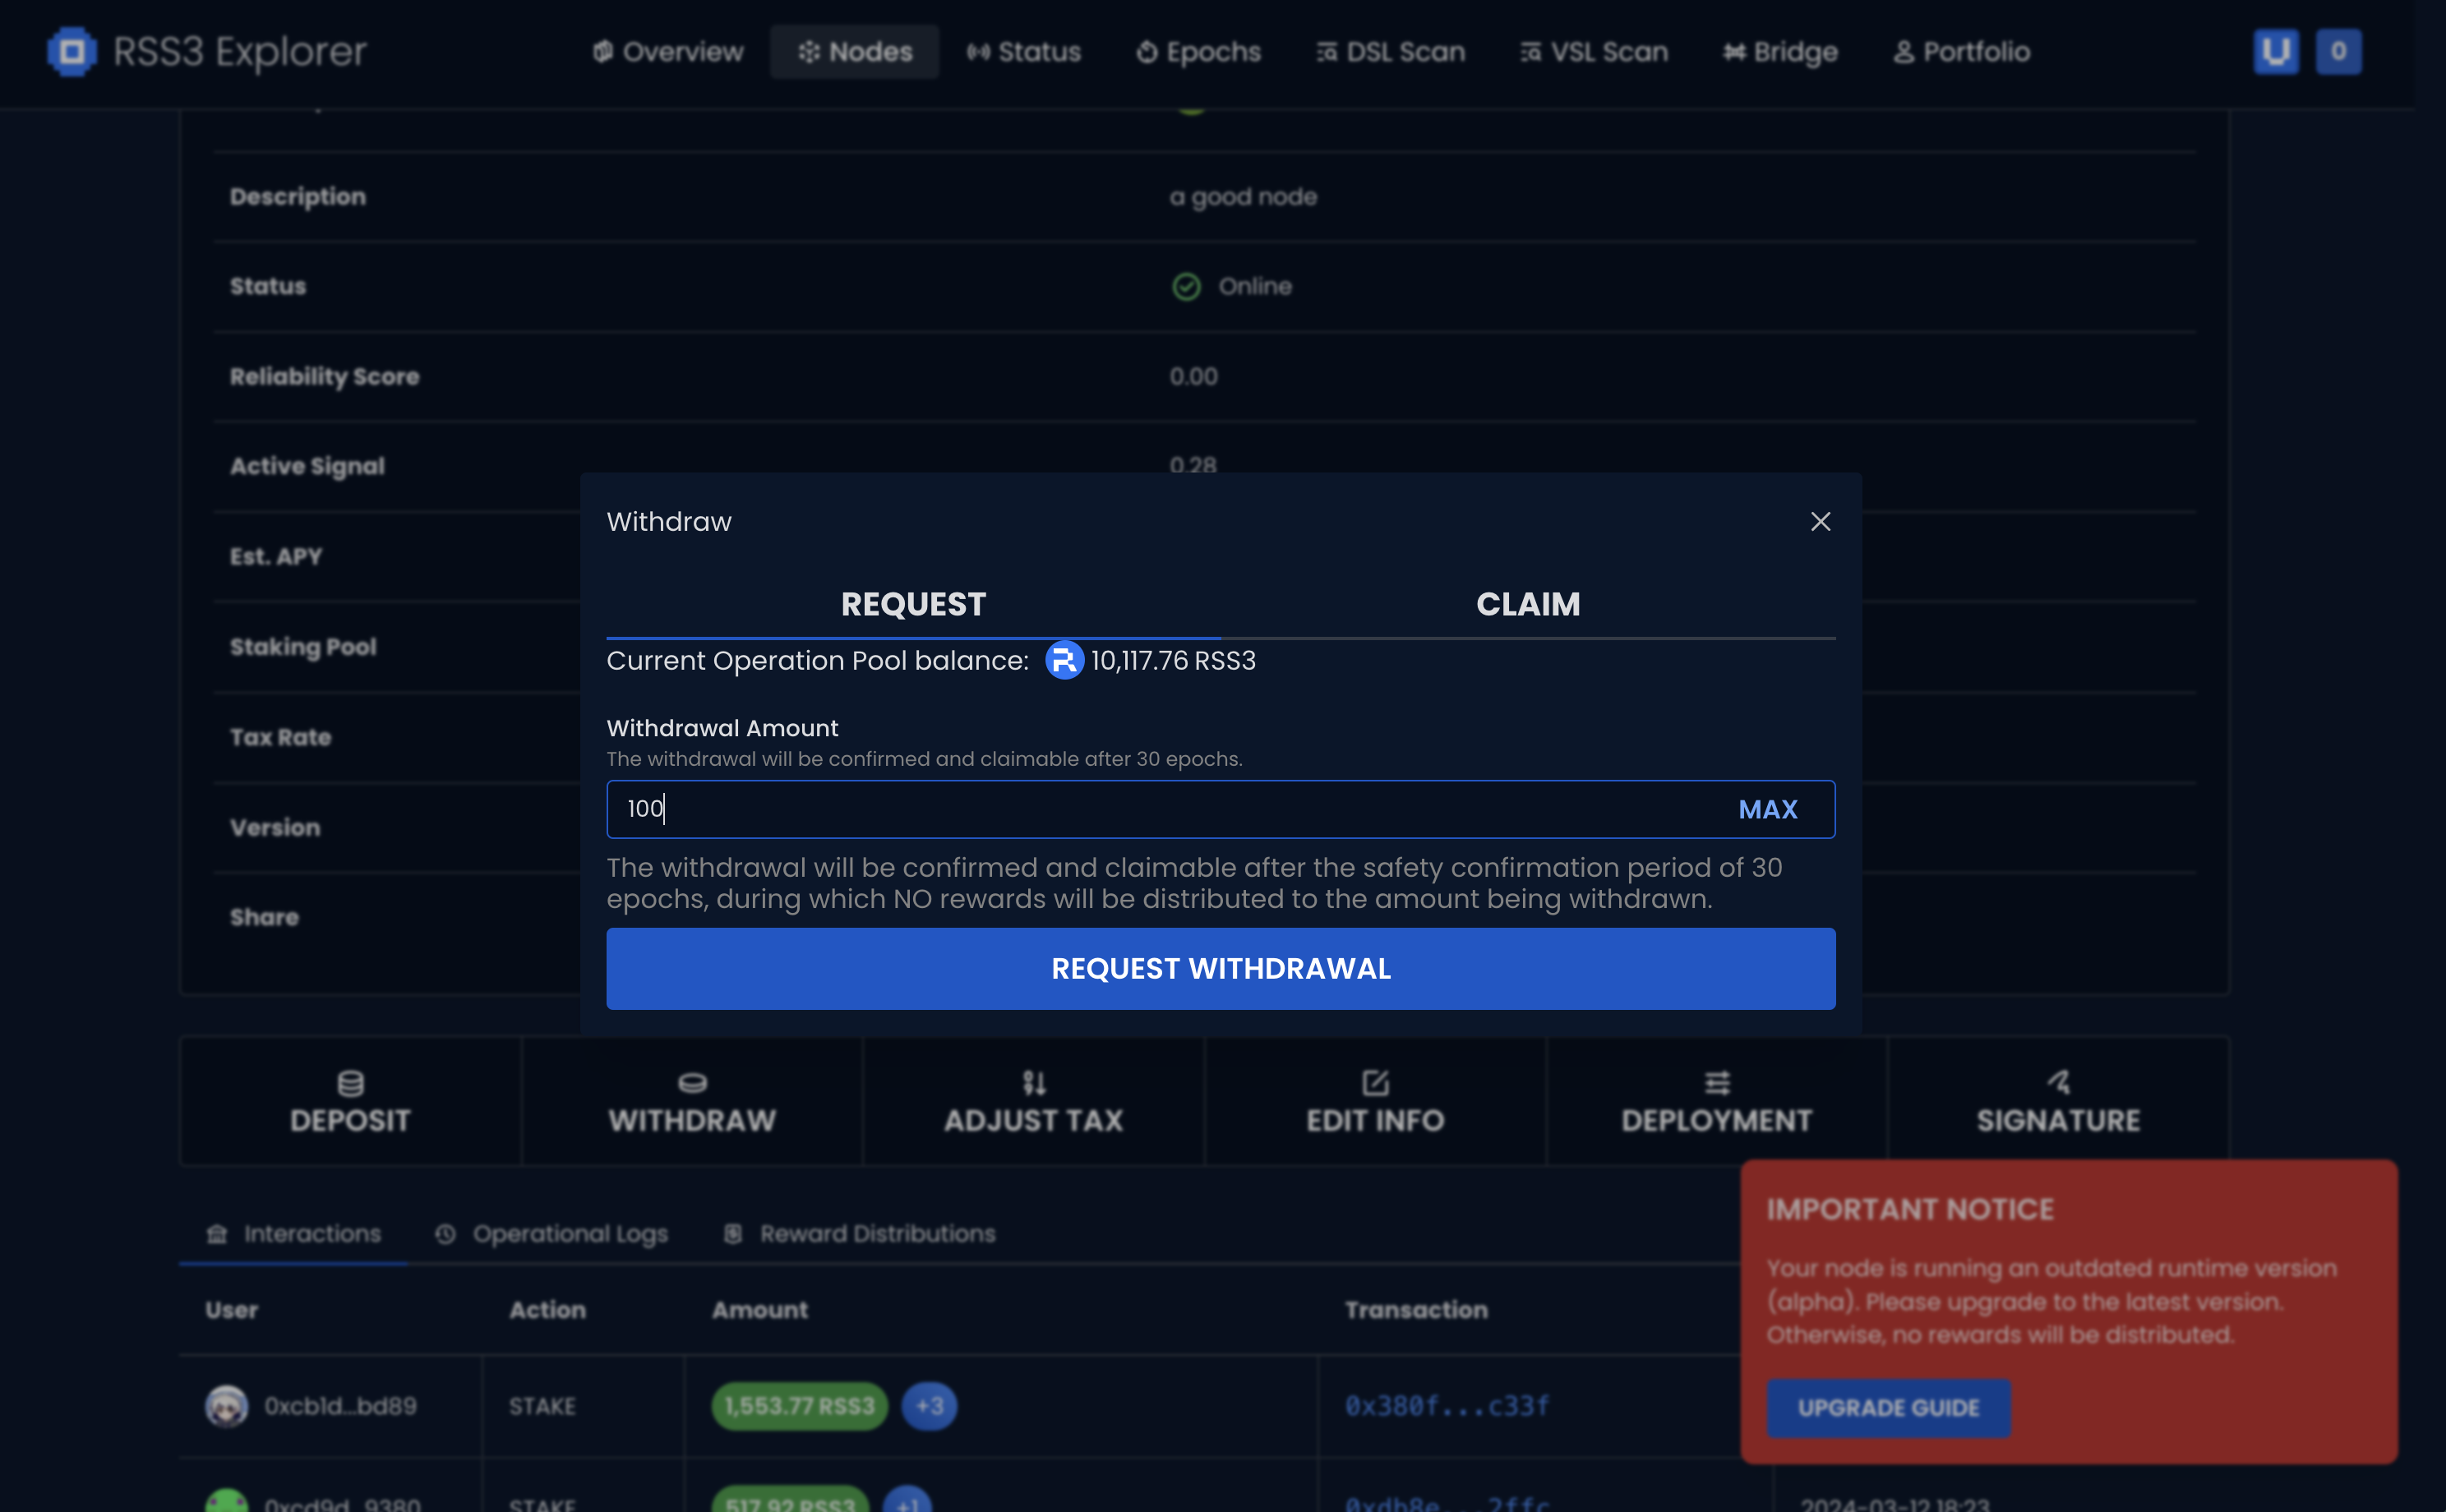 RSS3 Explorer
Overview
Nodes
Status
Epochs
DSL Scan
VSL Scan
Bridge
Portfolio
0
Description
a good node
Status
Online
Reliability Score
0.00
Active Signal
0.28
Est. APY
Staking Pool
Tax Rate
Version
Share
Withdraw
REQUEST
CLAIM
Current Operation Pool balance: 10,117.76 RSS3
Withdrawal Amount
The withdrawal will be confirmed and claimable after 30 epochs.
100
MAX
The withdrawal will be confirmed and claimable after the safety confirmation period of 30
epochs, during which NO rewards will be distributed to the amount being withdrawn.
REQUEST WITHDRAWAL
DEPOSIT
WITHDRAW
ADJUST TAX
EDIT INFO
DEPLOYMENT
SIGNATURE
Interactions
Operational Logs
Reward Distributions
User
Action
Amount
Transaction
0xcb1d...bd89
STAKE
1,553.77 RSS3
+3
0x380f...c33f
0xcd9d...9380
STAKE
517.92 RSS3
+1
0xdb8e...2ffc
2024-03-12 18:23
IMPORTANT NOTICE
Your node is running an outdated runtime version
(alpha). Please upgrade to the latest version.
Otherwise, no rewards will be distributed.
UPGRADE GUIDE